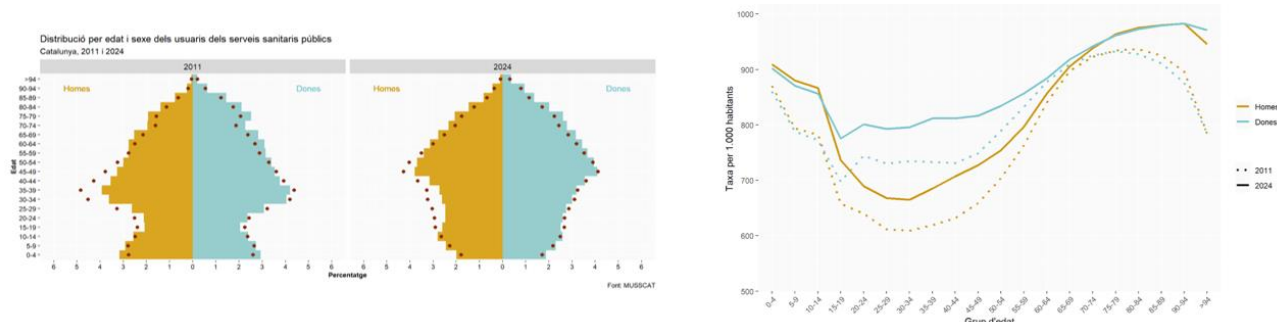 Distribució per edat i sexe dels usuaris dels serveis sanitaris públics
Catalunya, 2011 i 2024
2011
2024
Homes
Dones
Homes
Dones
Edat
>94
90-94
85-89
80-84
75-79
70-74
65-69
60-64
55-59
50-54
45-49
40-44
35-39
30-34
25-29
20-24
15-19
10-14
5-9
0-4
6 5 4 3 2 1 0 1 2 3 4 5 6
6 5 4 3 2 1 0 1 2 3 4 5 6
Percentatge
Font: MUSSCAT
Taxa per 1.000 habitants
1000
900
800
700
600
500
0-4 5-9 10-14 15-19 20-24 25-29 30-34 35-39 40-44 45-49 50-54 55-59 60-64 65-69 70-74 75-79 80-84 85-89 90-94 >94
Grup d'edat
Homes
Dones
2011
2024